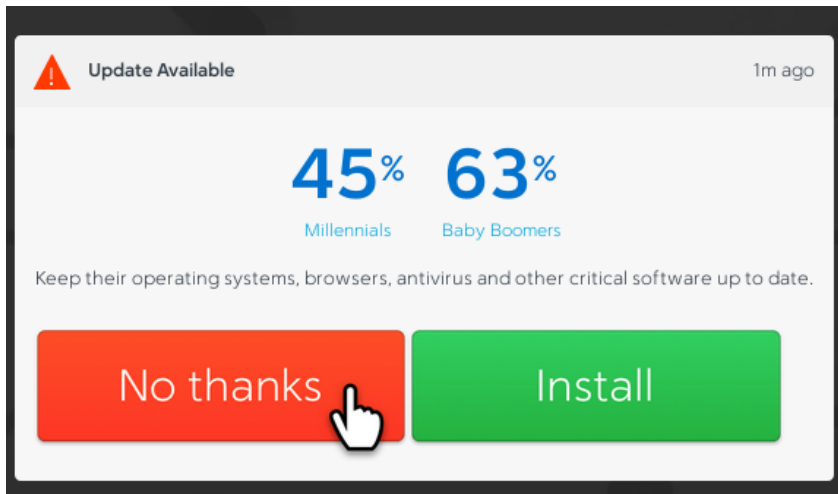 Update Available 1m ago
45% 63%
Millennials Baby Boomers
Keep their operating systems, browsers, antivirus and other critical software up to date.
No thanks Install